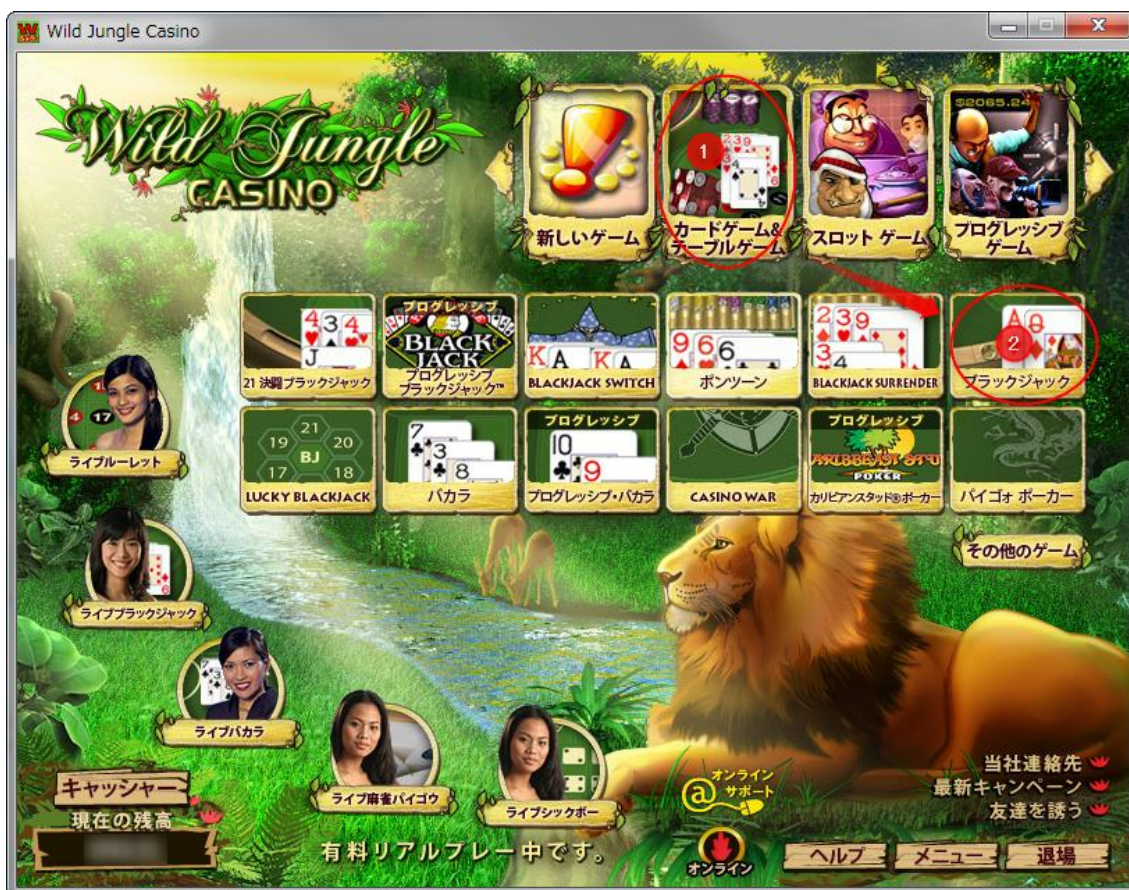 Wild Jungle Casino
Wild Jungle
CASINO
新しいゲーム
1
カードゲーム&
テーブルゲーム
スロット ゲーム
$2065.24
プログレッシブ
ゲーム
21 決闘ブラックジャック
プログレッシブ
BLACK
JACK
プログレッシブ
ブラックジャック™
BLACKJACK SWITCH
ポンツーン
BLACKJACK SURRENDER
2
ブラックジャック
21
19 20
BJ
17 18
LUCKY BLACKJACK
バカラ
プログレッシブ
プログレッシブ・バカラ
CASINO WAR
プログレッシブ
CARIBBEAN STUD
POKER
カリビアンスタッド®ポーカー
パイゴォ ポーカー
その他のゲーム
ライブルーレット
ライブブラックジャック
ライブバカラ
ライブ麻雀パイゴウ
ライブシックボー
キャッシャー
現在の残高
有料リアルプレー中です。
@
オンライン
サポート
オンライン
当社連絡先
最新キャンペーン
友達を誘う
ヘルプ
メニュー
退場